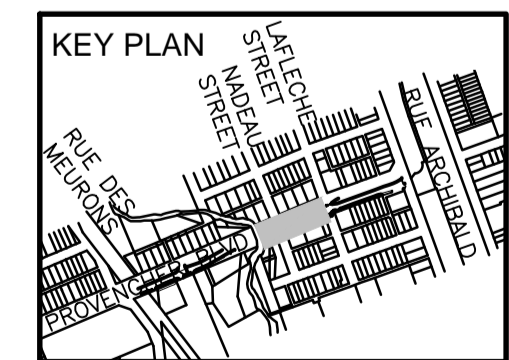 KEY PLAN
LAFLECHE
STREET
NADEAU
STREET
RUE DES
MEURONS
RUE ARCHIBALD
PROVENCHER BLVD